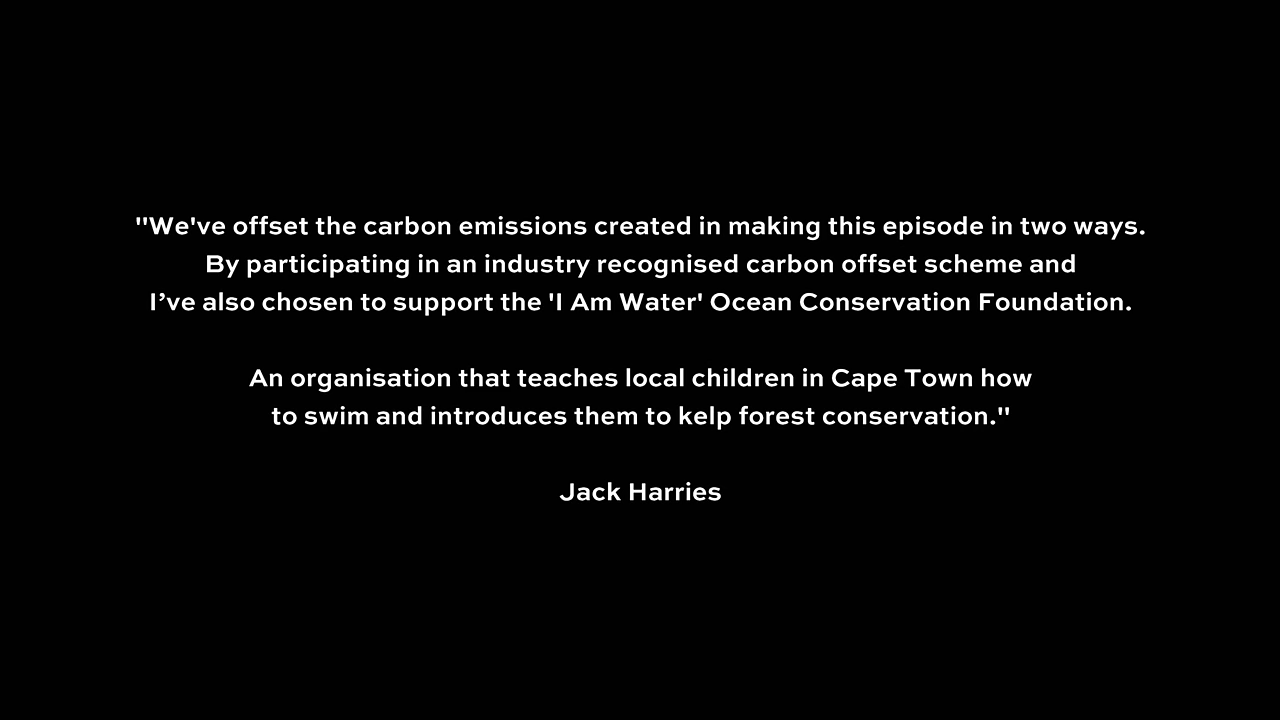 "We've offset the carbon emissions created in making this episode in two ways.
By participating in an industry recognised carbon offset scheme and
I’ve also chosen to support the 'I Am Water' Ocean Conservation Foundation.
An organisation that teaches local children in Cape Town how
to swim and introduces them to kelp forest conservation."
Jack Harries